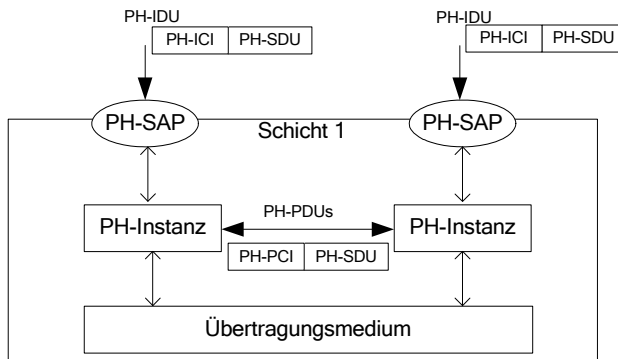 PH-IDU
PH-ICI PH-SDU
PH-IDU
PH-ICI PH-SDU
PH-SAP
Schicht 1
PH-SAP
PH-Instanz
PH-PDUs
PH-Instanz
PH-PCI PH-SDU
Übertragungsmedium